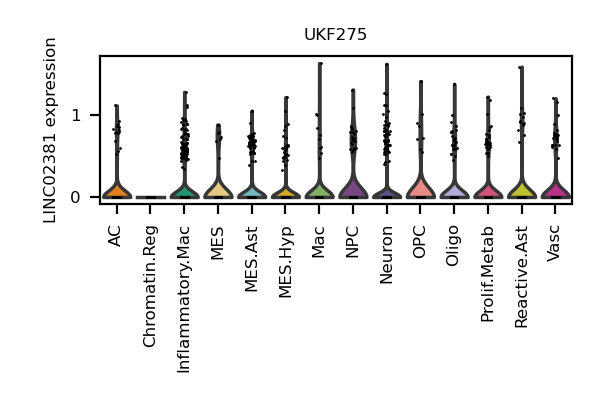 UKF275
LINC02381 expression
1
0
AC
Chromatin.Reg
Inflammatory.Mac
MES
MES.Ast
MES.Hyp
Mac
NPC
Neuron
OPC
Oligo
Prolif.Metab
Reactive.Ast
Vasc